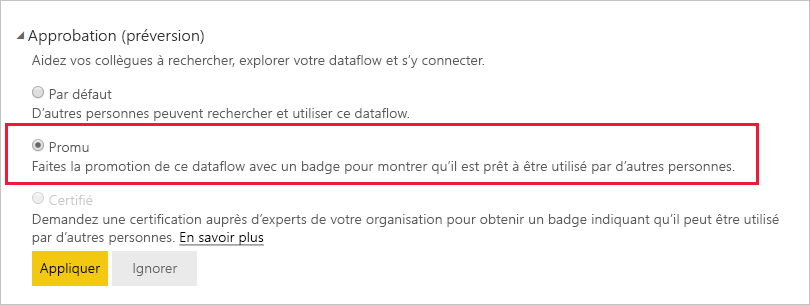 Approbation (préversion)
Aidez vos collègues à rechercher, explorer votre dataflow et s’y connecter.
Par défaut
D’autres personnes peuvent rechercher et utiliser ce dataflow.
Promu
Faites la promotion de ce dataflow avec un badge pour montrer qu’il est prêt à être utilisé par d’autres personnes.
Certifié
Demandez une certification auprès d’experts de votre organisation pour obtenir un badge indiquant qu’il peut être utilisé
par d’autres personnes. En savoir plus
Appliquer Ignorer